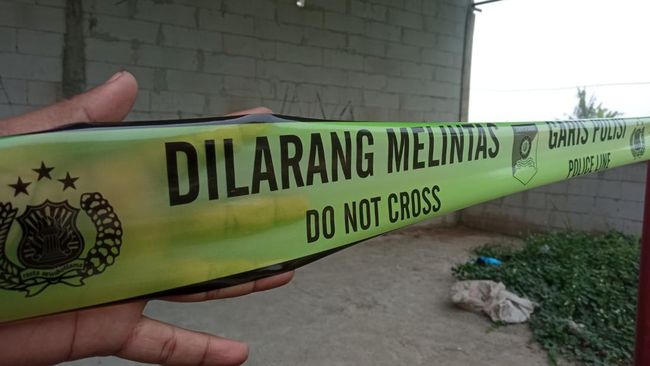 DILARANG MELINTAS
DO NOT CROSS
GARIS POLISI
POLICE LINE